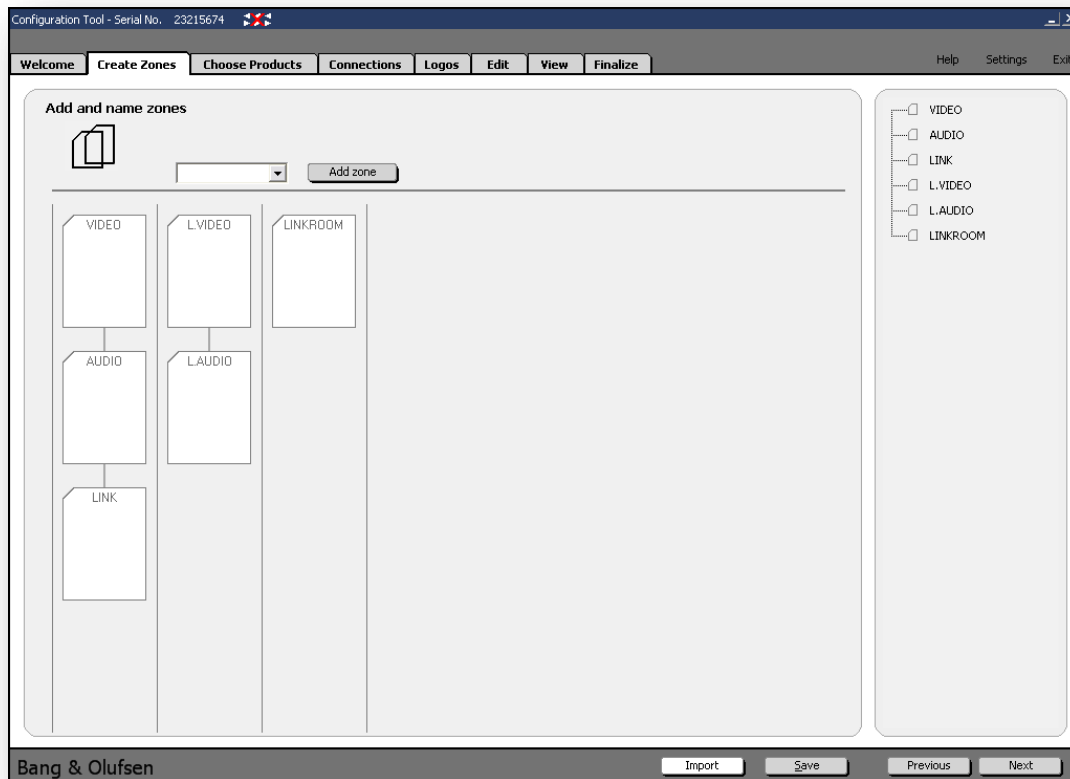 Configuration Tool - Serial No. 23215674
Welcome Create Zones Choose Products Connections Logos Edit View Finalize Help Settings Exit
Add and name zones
Add zone
VIDEO L.VIDEO LINKROOM
AUDIO L.AUDIO
LINK
VIDEO
AUDIO
LINK
L.VIDEO
L.AUDIO
LINKROOM
Bang & Olufsen Import Save Previous Next